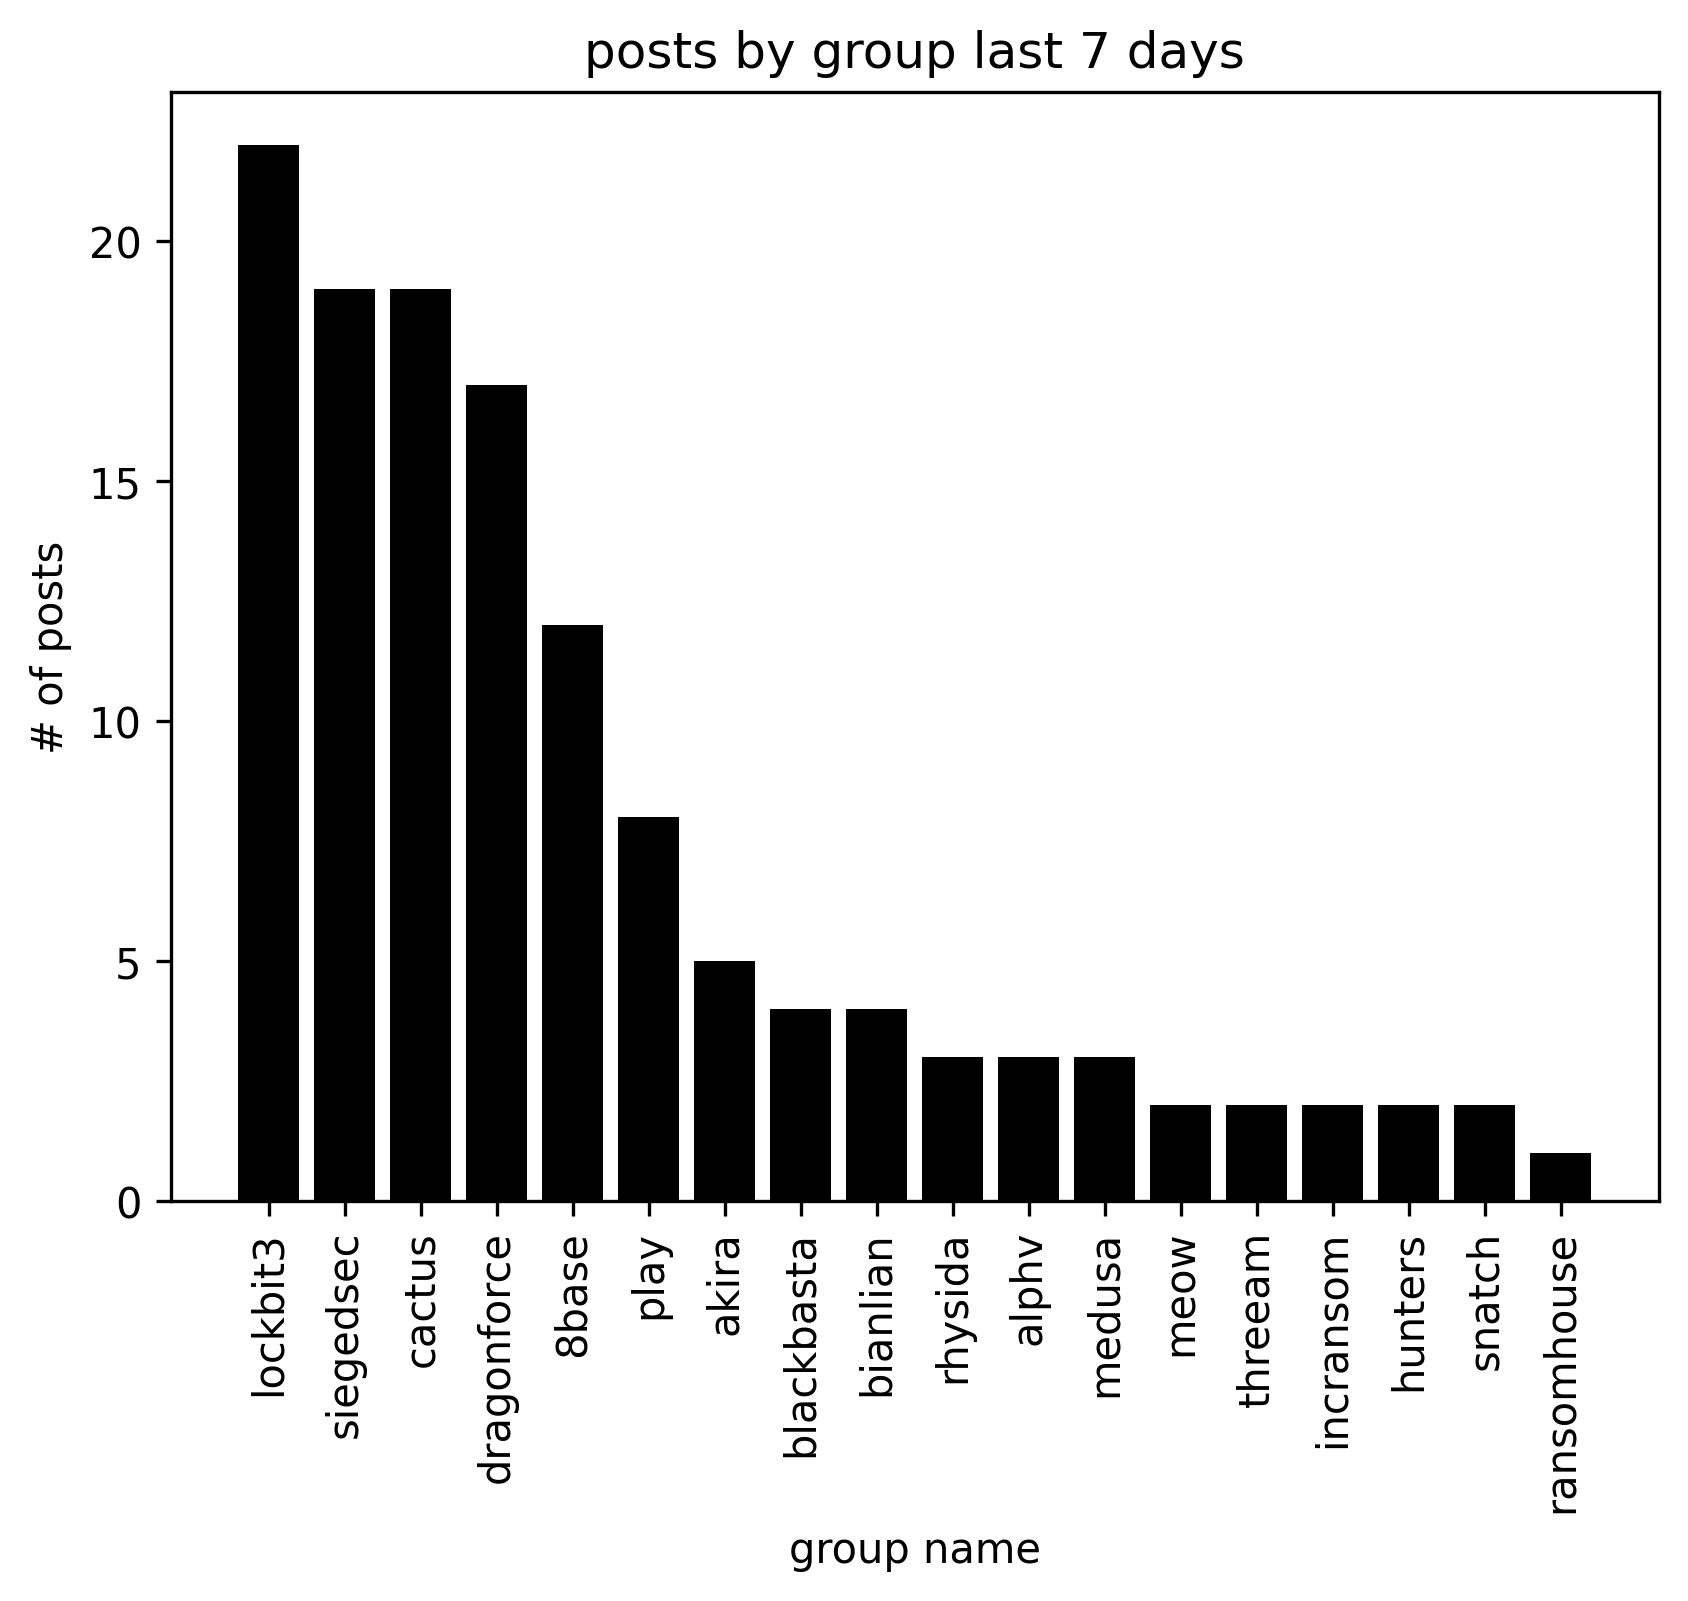 posts by group last 7 days
# of posts
20
15
10
5
0
lockbit3
siegedsec
cactus
dragonforce
8base
play
akira
blackbasta
bianlian
rhysida
alphv
medusa
meow
threeam
incransom
hunters
snatch
ransomhouse
group name